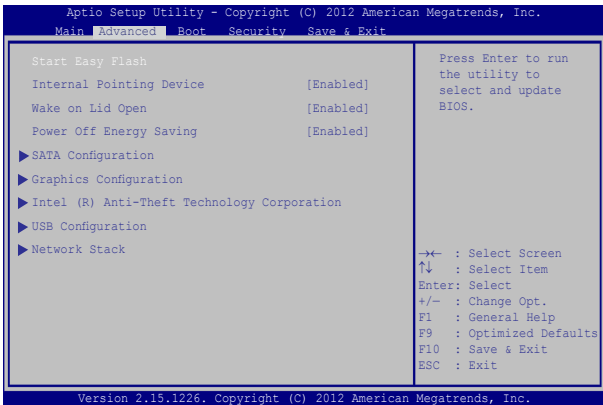 Aptio Setup Utility - Copyright (C) 2012 American Megatrends, Inc.
Main Advanced Boot Security Save & Exit
Start Easy Flash
Internal Pointing Device [Enabled]
Wake on Lid Open [Enabled]
Power Off Energy Saving [Enabled]
SATA Configuration
Graphics Configuration
Intel (R) Anti-Theft Technology Corporation
USB Configuration
Network Stack
Press Enter to run
the utility to
select and update
BIOS.
→← : Select Screen
↑↓ : Select Item
Enter: Select
+/— : Change Opt.
F1 : General Help
F9 : Optimized Defaults
F10 : Save & Exit
ESC : Exit
Version 2.15.1226. Copyright (C) 2012 American Megatrends, Inc.